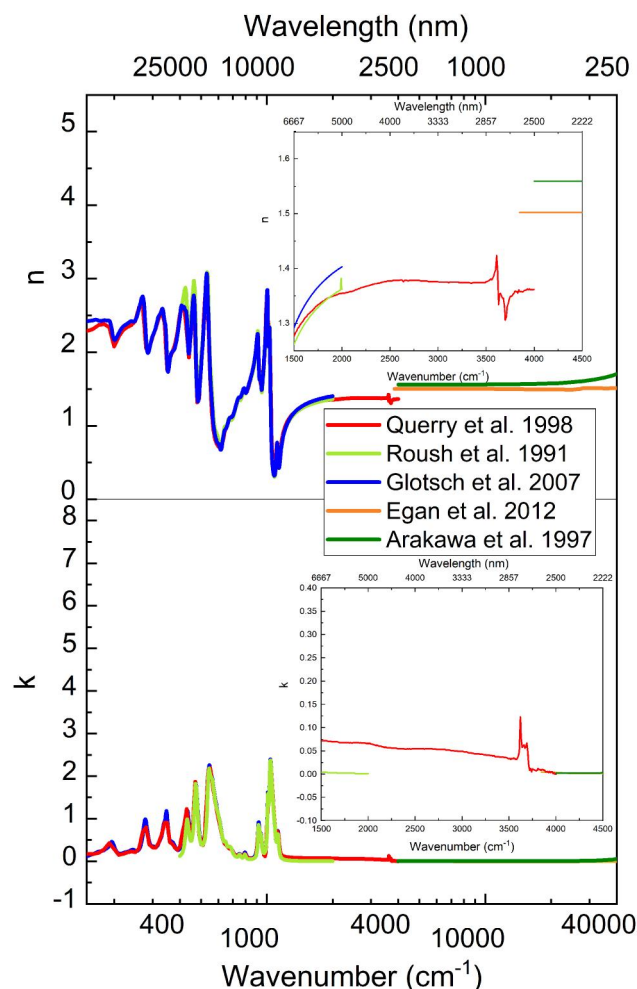 Wavelength (nm)
25000 10000 2500 1000 250
5
4
3
2
1
0
n
Wavelength (nm)
6667 5000 4000 3333 2857 2500 2222
1.6
1.5
1.4
1.3
n
1500 2000 2500 3000 3500 4000 4500
Wavenumber (cm⁻¹)
Querry et al. 1998
Roush et al. 1991
Glotsch et al. 2007
Egan et al. 2012
Arakawa et al. 1997
8
7
6
5
4
3
2
1
0
-1
k
Wavelength (nm)
6667 5000 4000 3333 2857 2500 2222
0.40
0.35
0.30
0.25
0.20
0.15
0.10
0.05
0.00
-0.05
-0.10
k
1500 2000 2500 3000 3500 4000 4500
Wavenumber (cm⁻¹)
400 1000 4000 10000 40000
Wavenumber (cm⁻¹)